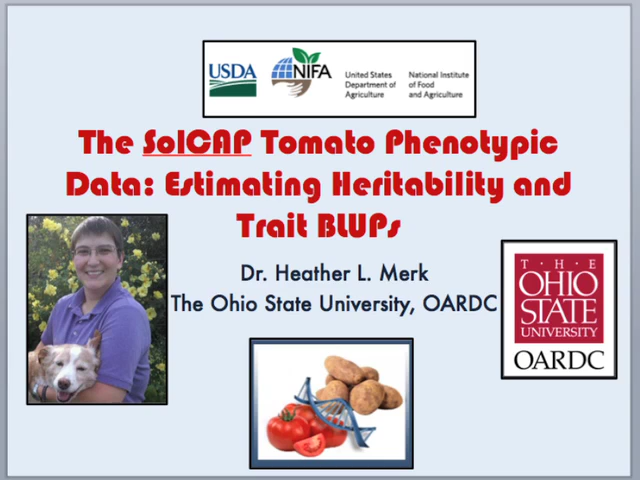 USDA
NIFA
United States
Department of
Agriculture
National Institute
of Food
and Agriculture
The SolCAP Tomato Phenotypic
Data: Estimating Heritability and
Trait BLUPs
Dr. Heather L. Merk
The Ohio State University, OARDC
T · H · E
OHIO
STATE
UNIVERSITY
OARDC